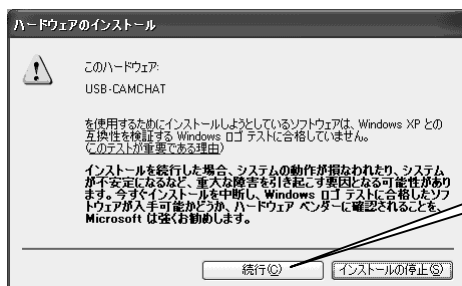 ハードウェアのインストール
このハードウェア:
USB-CAMCHAT
を使用するためにインストールしようとしているソフトウェアは、Windows XP との
互換性を検証する Windows ロゴ テストに合格していません。
(このテストが重要である理由)
インストールを続行した場合、システムの動作が損なわれたり、システム
が不安定になるなど、重大な障害を引き起こす要因となる可能性があり
ます。今すぐインストールを中断し、Windows ロゴ テストに合格したソフ
トウェアが入手可能かどうか、ハードウェア ベンダーに確認されることを、
Microsoft は強くお勧めします。
続行(C)
インストールの停止(S)